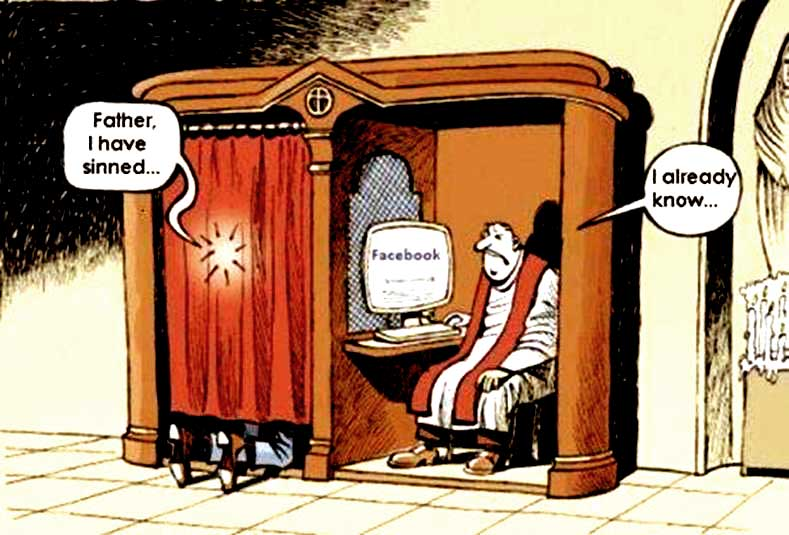 Father,
I have
sinned...
Facebook
I already
know...